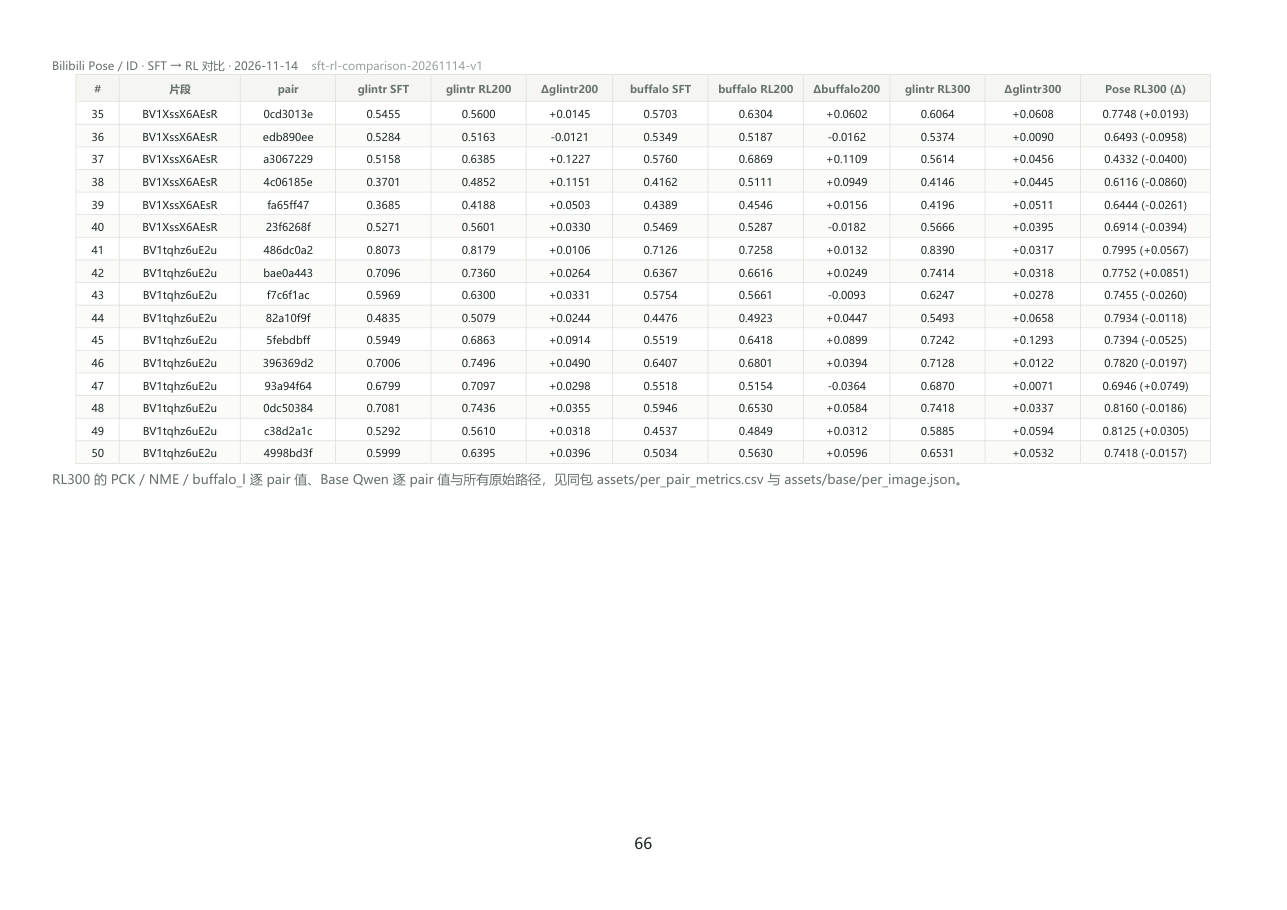 Bilibili Pose / ID · SFT → RL 对比 · 2026-11-14 sft-rl-comparison-20261114-v1
# 片段 pair glintr SFT glintr RL200 Δglintr200 buffalo SFT buffalo RL200 Δbuffalo200 glintr RL300 Δglintr300 Pose RL300 (Δ)
35 BV1XssX6AEsR 0cd3013e 0.5455 0.5600 +0.0145 0.5703 0.6304 +0.0602 0.6064 +0.0608 0.7748 (+0.0193)
36 BV1XssX6AEsR edb890ee 0.5284 0.5163 -0.0121 0.5349 0.5187 -0.0162 0.5374 +0.0090 0.6493 (-0.0958)
37 BV1XssX6AEsR a3067229 0.5158 0.6385 +0.1227 0.5760 0.6869 +0.1109 0.5614 +0.0456 0.4332 (-0.0400)
38 BV1XssX6AEsR 4c06185e 0.3701 0.4852 +0.1151 0.4162 0.5111 +0.0949 0.4146 +0.0445 0.6116 (-0.0860)
39 BV1XssX6AEsR fa65ff47 0.3685 0.4188 +0.0503 0.4389 0.4546 +0.0156 0.4196 +0.0511 0.6444 (-0.0261)
40 BV1XssX6AEsR 23f6268f 0.5271 0.5601 +0.0330 0.5469 0.5287 -0.0182 0.5666 +0.0395 0.6914 (-0.0394)
41 BV1tqhz6uE2u 486dc0a2 0.8073 0.8179 +0.0106 0.7126 0.7258 +0.0132 0.8390 +0.0317 0.7995 (+0.0567)
42 BV1tqhz6uE2u bae0a443 0.7096 0.7360 +0.0264 0.6367 0.6616 +0.0249 0.7414 +0.0318 0.7752 (+0.0851)
43 BV1tqhz6uE2u f7c6f1ac 0.5969 0.6300 +0.0331 0.5754 0.5661 -0.0093 0.6247 +0.0278 0.7455 (-0.0260)
44 BV1tqhz6uE2u 82a10f9f 0.4835 0.5079 +0.0244 0.4476 0.4923 +0.0447 0.5493 +0.0658 0.7934 (-0.0118)
45 BV1tqhz6uE2u 5febdbff 0.5949 0.6863 +0.0914 0.5519 0.6418 +0.0899 0.7242 +0.1293 0.7394 (-0.0525)
46 BV1tqhz6uE2u 396369d2 0.7006 0.7496 +0.0490 0.6407 0.6801 +0.0394 0.7128 +0.0122 0.7820 (-0.0197)
47 BV1tqhz6uE2u 93a94f64 0.6799 0.7097 +0.0298 0.5518 0.5154 -0.0364 0.6870 +0.0071 0.6946 (+0.0749)
48 BV1tqhz6uE2u 0dc50384 0.7081 0.7436 +0.0355 0.5946 0.6530 +0.0584 0.7418 +0.0337 0.8160 (-0.0186)
49 BV1tqhz6uE2u c38d2a1c 0.5292 0.5610 +0.0318 0.4537 0.4849 +0.0312 0.5885 +0.0594 0.8125 (+0.0305)
50 BV1tqhz6uE2u 4998bd3f 0.5999 0.6395 +0.0396 0.5034 0.5630 +0.0596 0.6531 +0.0532 0.7418 (-0.0157)
RL300 的 PCK / NME / buffalo_l 逐 pair 值、Base Qwen 逐 pair 值与所有原始路径，见同包 assets/per_pair_metrics.csv 与 assets/base/per_image.json。
66